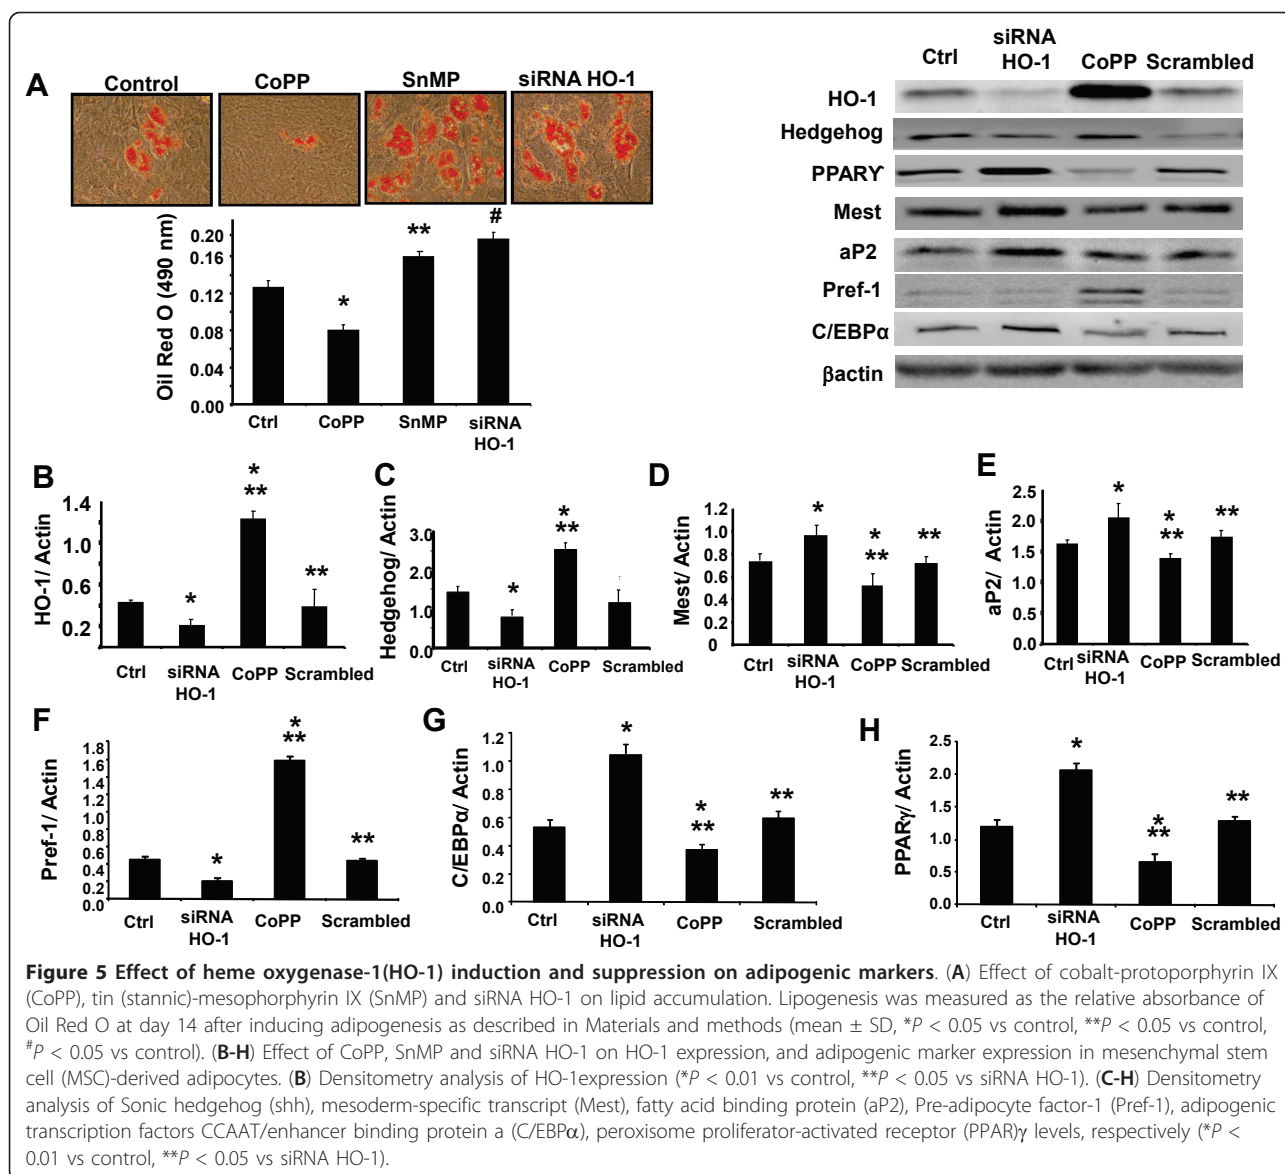 A
Control
CoPP
SnMP
siRNA HO-1
Oil Red O (490 nm)
0.20
0.16
0.12
0.08
0.04
0.00
*
**
#
Ctrl
CoPP
SnMP
siRNA
HO-1
Ctrl
siRNA
HO-1
CoPP
Scrambled
HO-1
Hedgehog
PPARϒ
Mest
aP2
Pref-1
C/EBPα
βactin
B
HO-1/ Actin
1.4
1.0
0.6
0.2
*
*
**
**
Ctrl
siRNA
HO-1
CoPP
Scrambled
C
Hedgehog/ Actin
3.0
2.0
1.0
0.0
*
*
**
Ctrl
siRNA
HO-1
CoPP
Scrambled
D
Mest/ Actin
1.2
1.0
0.8
0.6
0.4
0.2
0
*
*
**
**
Ctrl
siRNA
HO-1
CoPP
Scrambled
E
aP2/ Actin
2.5
2.0
1.5
1.0
0.5
0.0
*
*
**
**
Ctrl
siRNA
HO-1
CoPP
Scrambled
F
Pref-1/ Actin
1.8
1.6
1.4
1.2
1.0
0.8
0.6
0.4
0.2
0.0
*
*
**
**
Ctrl
siRNA
HO-1
CoPP
Scrambled
G
C/EBPα/ Actin
1.2
1.0
0.8
0.6
0.4
0.2
0.0
*
*
**
**
Ctrl
siRNA
HO-1
CoPP
Scrambled
H
PPARγ/ Actin
2.5
2.0
1.5
1.0
0.5
0.0
*
*
**
**
Ctrl
siRNA
HO-1
CoPP
Scrambled
Figure 5 Effect of heme oxygenase-1(HO-1) induction and suppression on adipogenic markers. (A) Effect of cobalt-protoporphyrin IX
(CoPP), tin (stannic)-mesophorphyrin IX (SnMP) and siRNA HO-1 on lipid accumulation. Lipogenesis was measured as the relative absorbance of
Oil Red O at day 14 after inducing adipogenesis as described in Materials and methods (mean ± SD, *P < 0.05 vs control, **P < 0.05 vs control,
#P < 0.05 vs control). (B-H) Effect of CoPP, SnMP and siRNA HO-1 on HO-1 expression, and adipogenic marker expression in mesenchymal stem
cell (MSC)-derived adipocytes. (B) Densitometry analysis of HO-1expression (*P < 0.01 vs control, **P < 0.05 vs siRNA HO-1). (C-H) Densitometry
analysis of Sonic hedgehog (shh), mesoderm-specific transcript (Mest), fatty acid binding protein (aP2), Pre-adipocyte factor-1 (Pref-1), adipogenic
transcription factors CCAAT/enhancer binding protein a (C/EBPα), peroxisome proliferator-activated receptor (PPAR)γ levels, respectively (*P <
0.01 vs control, **P < 0.05 vs siRNA HO-1).